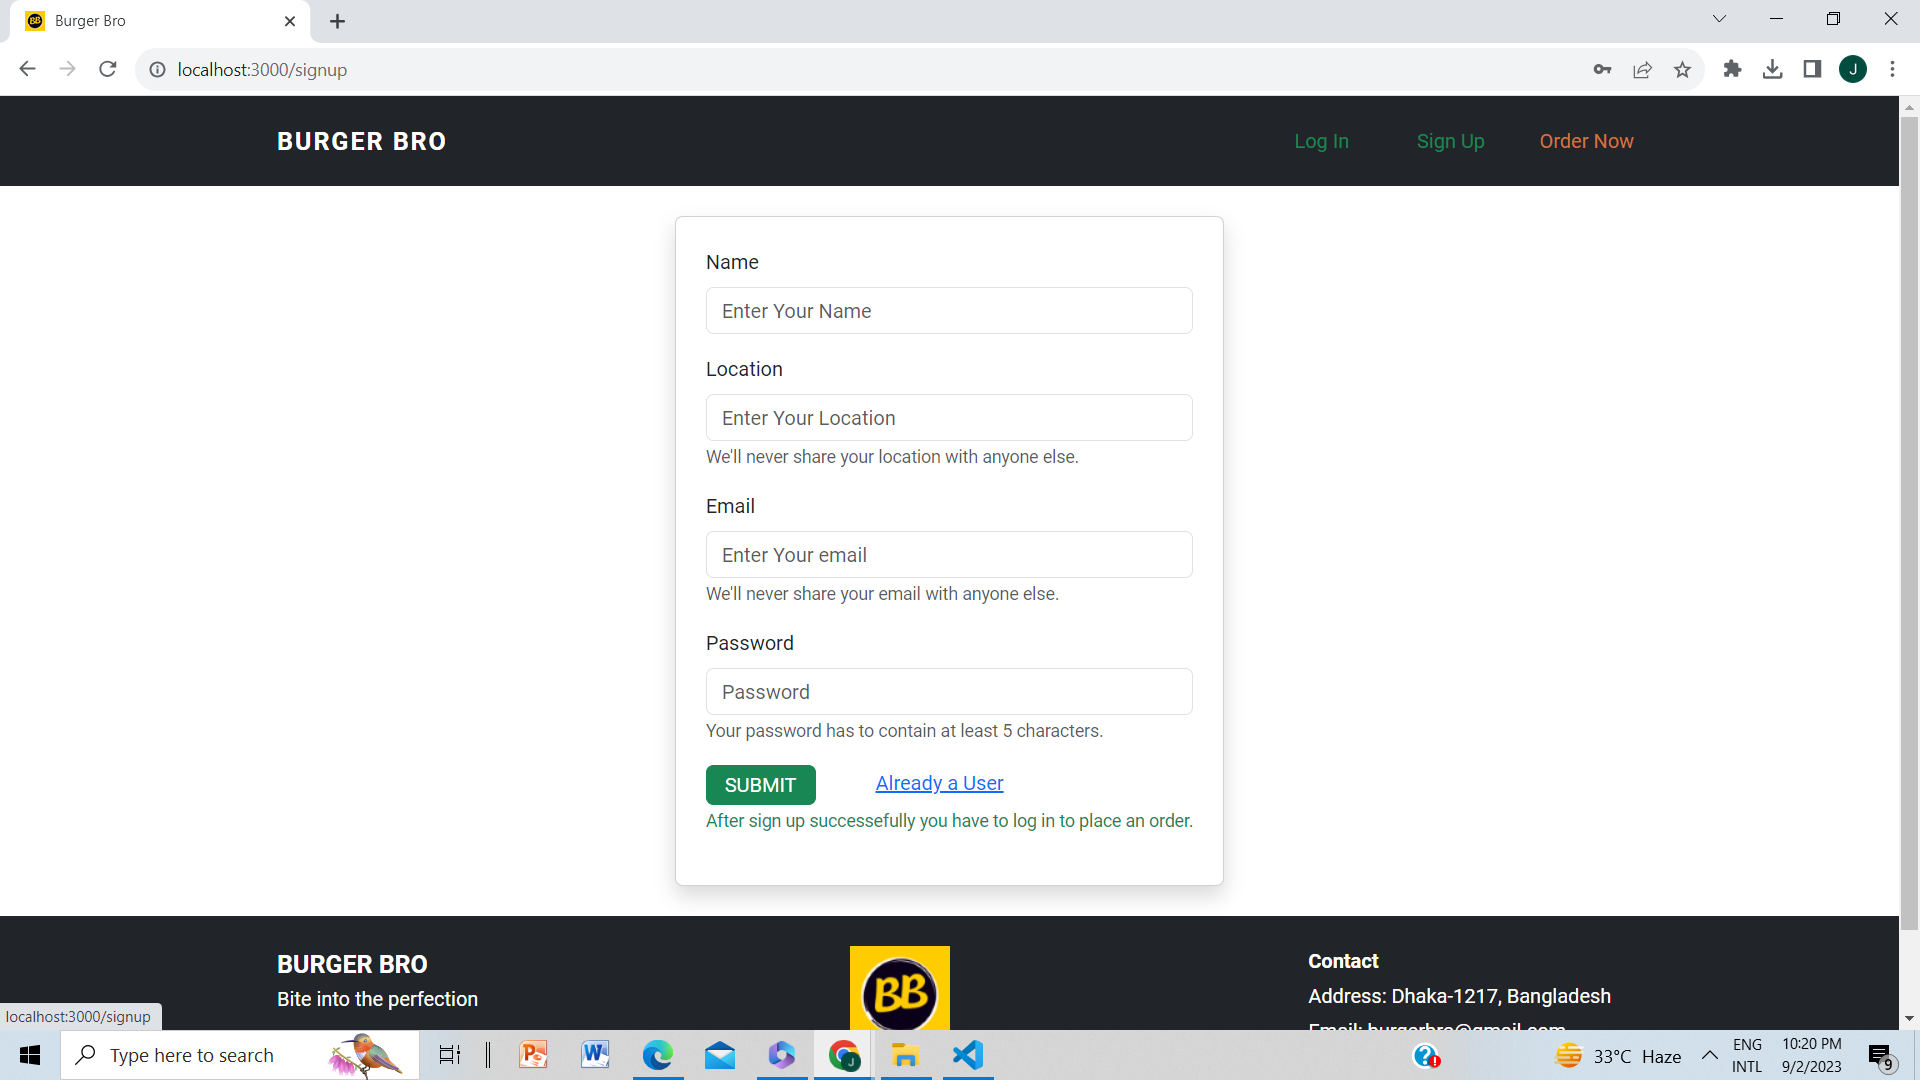 Burger Bro
localhost:3000/signup
J
BURGER BRO
Log In
Sign Up
Order Now
Name
Enter Your Name
Location
Enter Your Location
We'll never share your location with anyone else.
Email
Enter Your email
We'll never share your email with anyone else.
Password
Password
Your password has to contain at least 5 characters.
SUBMIT
Already a User
After sign up successefully you have to log in to place an order.
BURGER BRO
Bite into the perfection
BB
Contact
Address: Dhaka-1217, Bangladesh
Email: burgerbro@gmail.com
localhost:3000/signup
Type here to search
33°C Haze
ENG
INTL
10:20 PM
9/2/2023
9